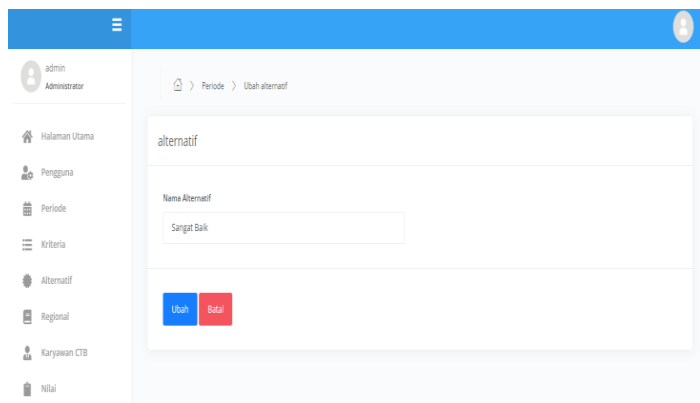 admin
Administrator
Halaman Utama
Pengguna
Periode
Kriteria
Alternatif
Regional
Karyawan CTB
Nilai
Periode > Ubah alternatif
alternatif
Nama Alternatif
Sangat Baik
Ubah Batal